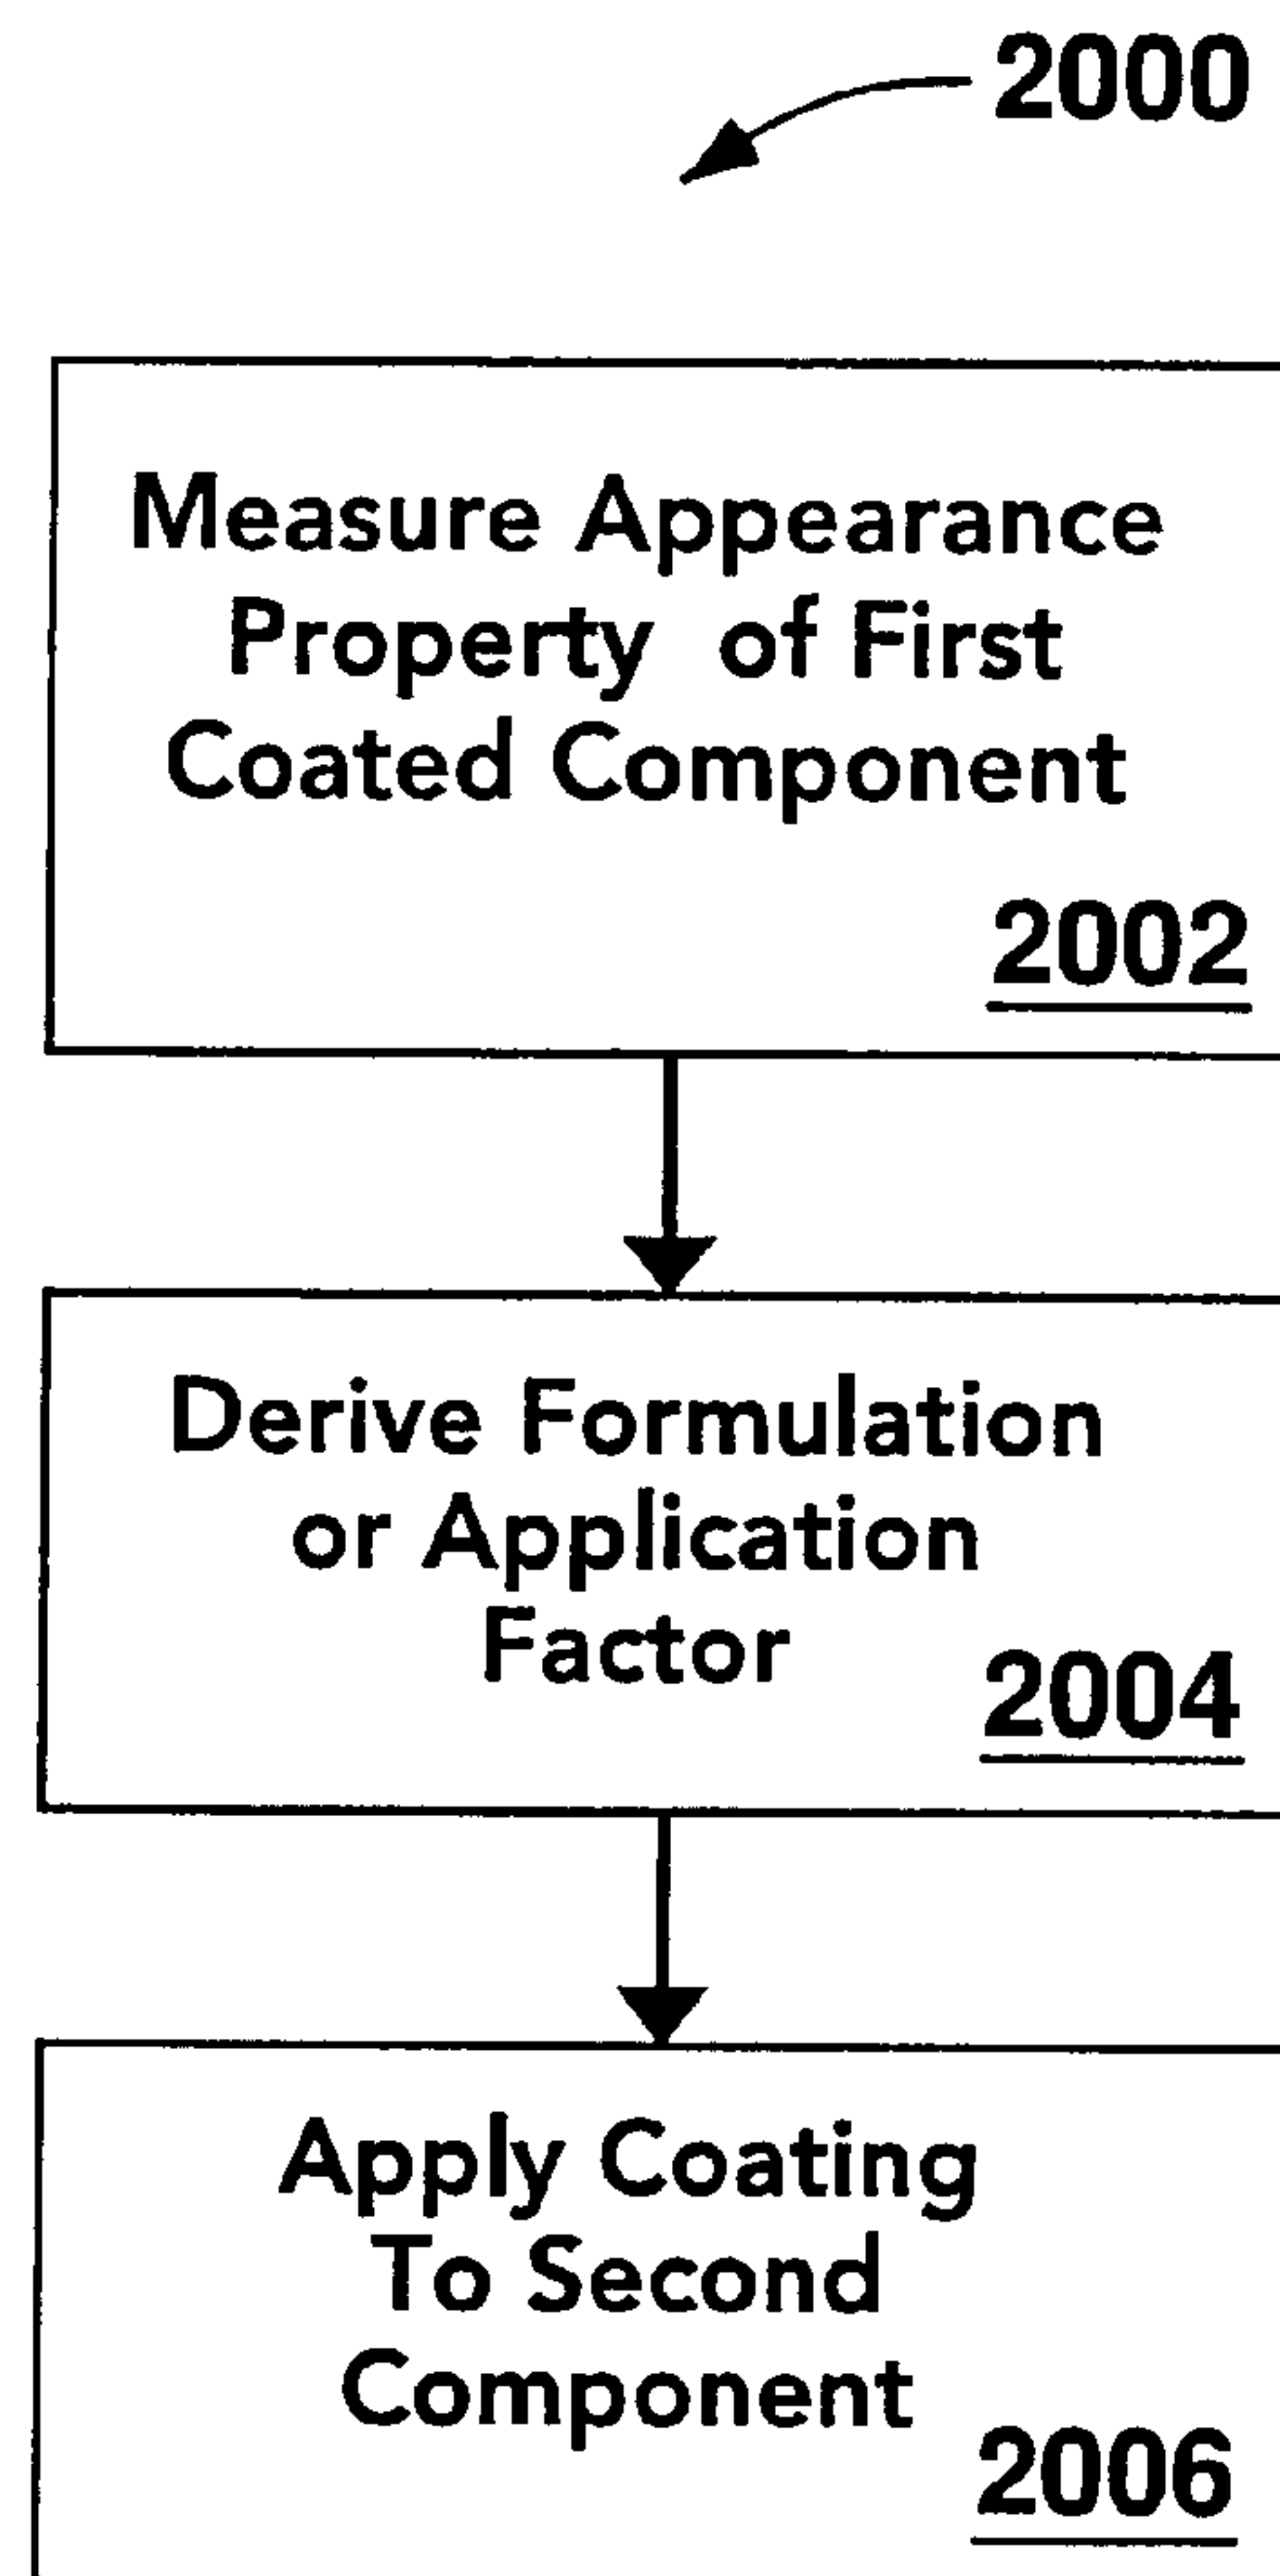 2000
Measure Appearance
Property of First
Coated Component
2002
Derive Formulation
or Application
Factor
2004
Apply Coating
To Second
Component
2006